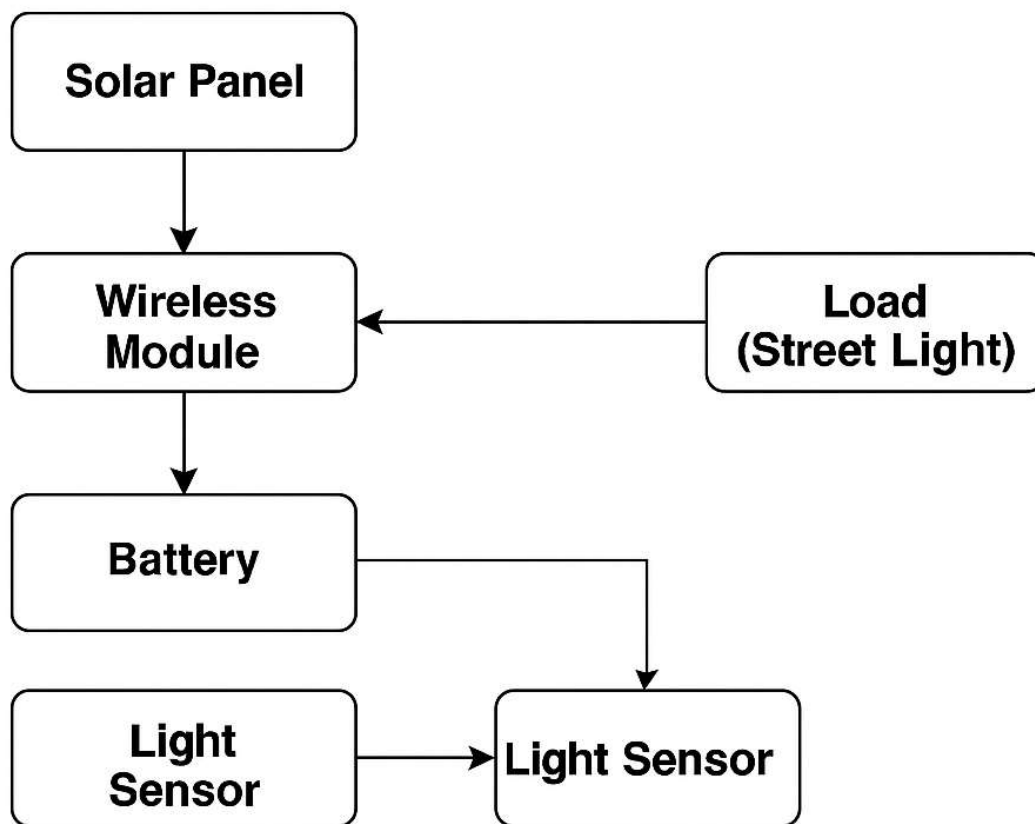 Solar Panel
Wireless
Module
Load
(Street Light)
Battery
Light
Sensor
Light Sensor